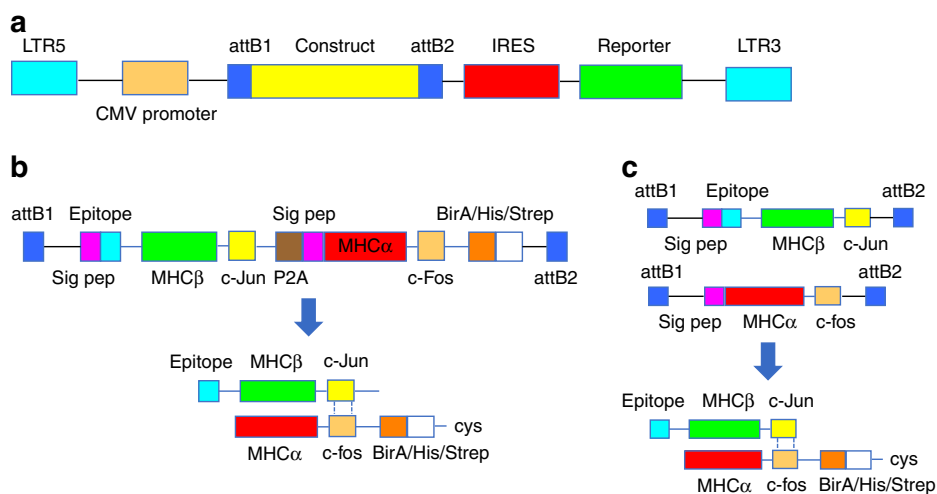 a
LTR5
attB1
Construct
attB2
IRES
Reporter
LTR3
CMV promoter
b
attB1
Epitope
Sig pep
BirA/His/Strep
MHCα
Sig pep
MHCβ
c-Jun
P2A
c-Fos
attB2
Epitope
MHCβ
c-Jun
cys
MHCα
c-fos
BirA/His/Strep
c
attB1
Epitope
attB2
Sig pep
MHCβ
c-Jun
attB1
attB2
Sig pep
MHCα
c-fos
Epitope
MHCβ
c-Jun
cys
MHCα
c-fos
BirA/His/Strep